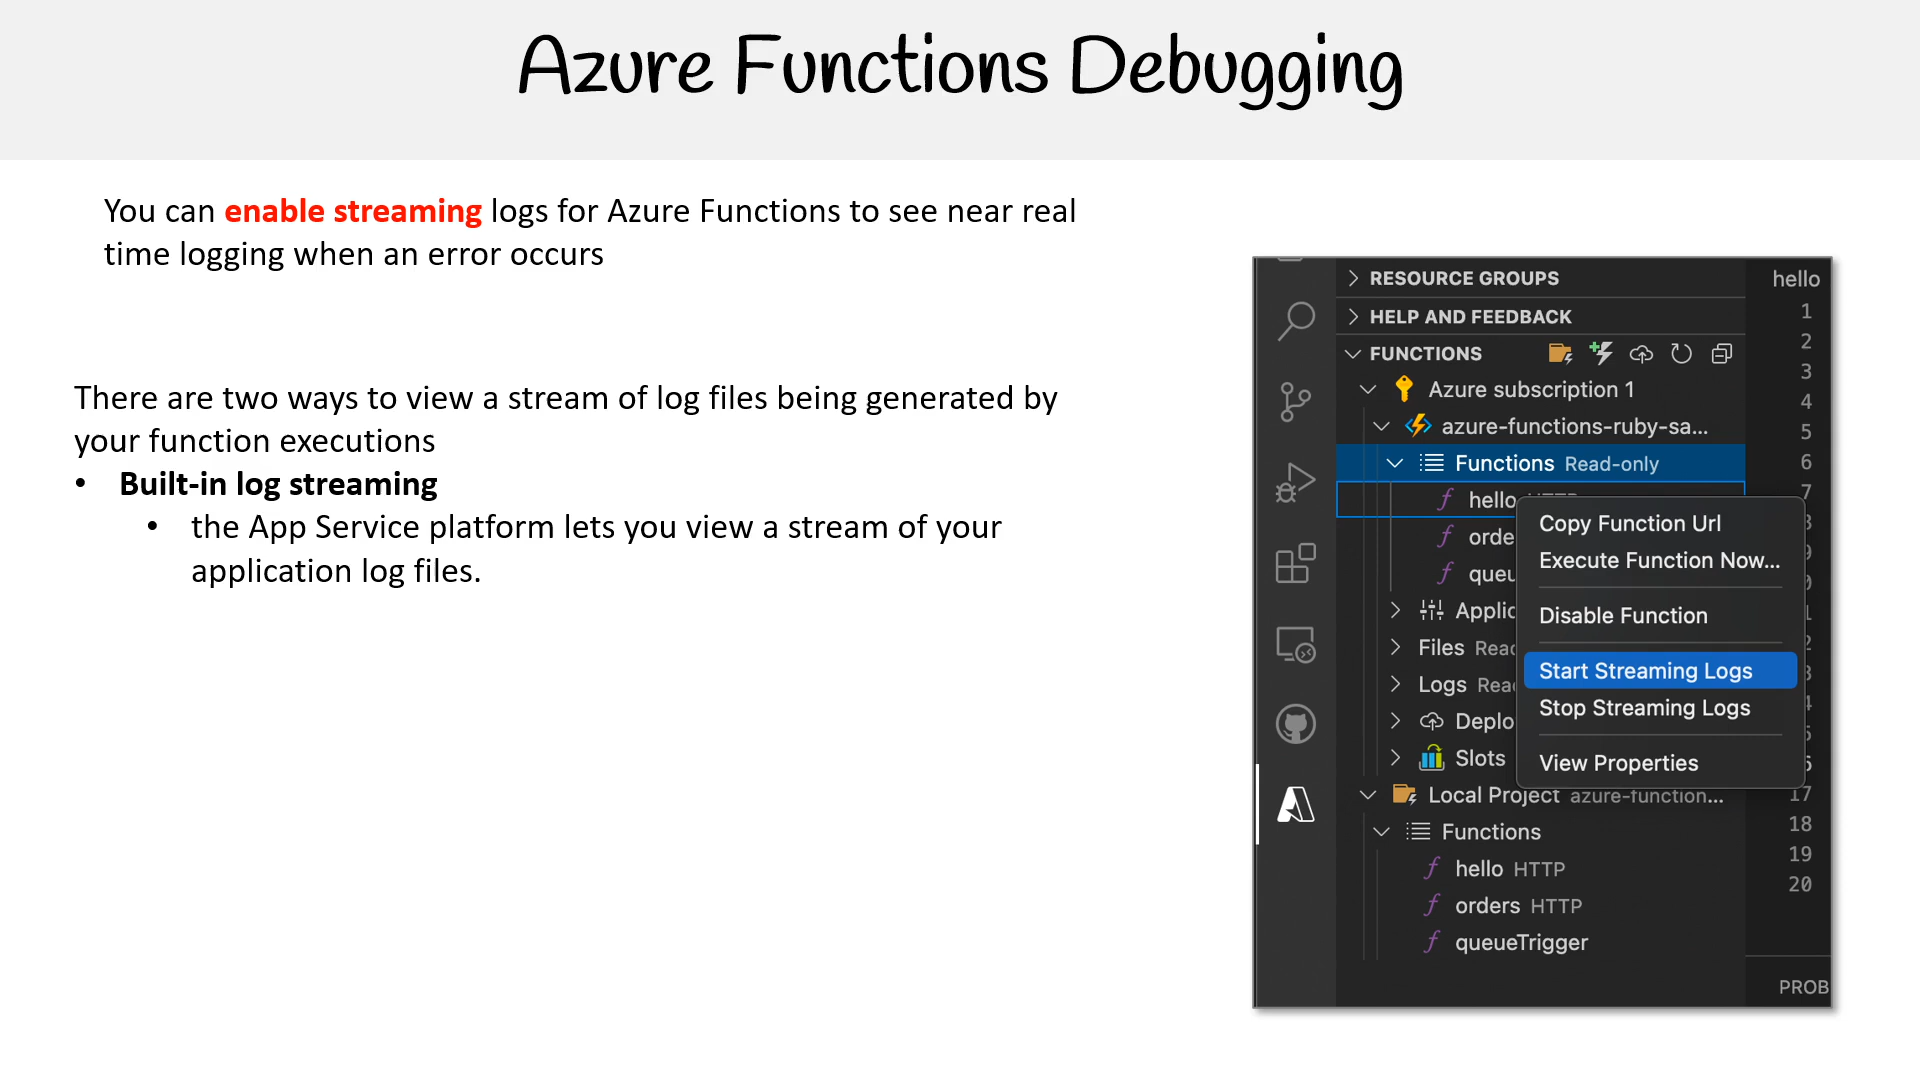 Azure Functions Debugging
You can enable streaming logs for Azure Functions to see near real
time logging when an error occurs
There are two ways to view a stream of log files being generated by
your function executions
• Built-in log streaming
• the App Service platform lets you view a stream of your
application log files.
RESOURCE GROUPS
HELP AND FEEDBACK
FUNCTIONS
Azure subscription 1
azure-functions-ruby-sa...
Functions Read-only
hello
orde
queu
Applic
Files Reac
Logs Rea
Deplo
Slots
Local Project azure-function...
Functions
hello HTTP
orders HTTP
queueTrigger
Copy Function Url
Execute Function Now...
Disable Function
Start Streaming Logs
Stop Streaming Logs
View Properties
hello
1
2
3
4
5
6
7
17
18
19
20
PROB